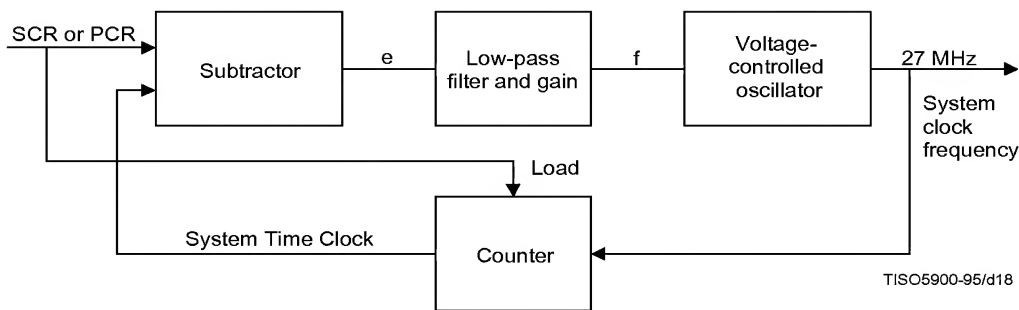 SCR or PCR
Subtractor
e
Low-pass
filter and gain
f
Voltage-
controlled
oscillator
27 MHz
System
clock
frequency
Load
System Time Clock
Counter
TISO5900-95/d18